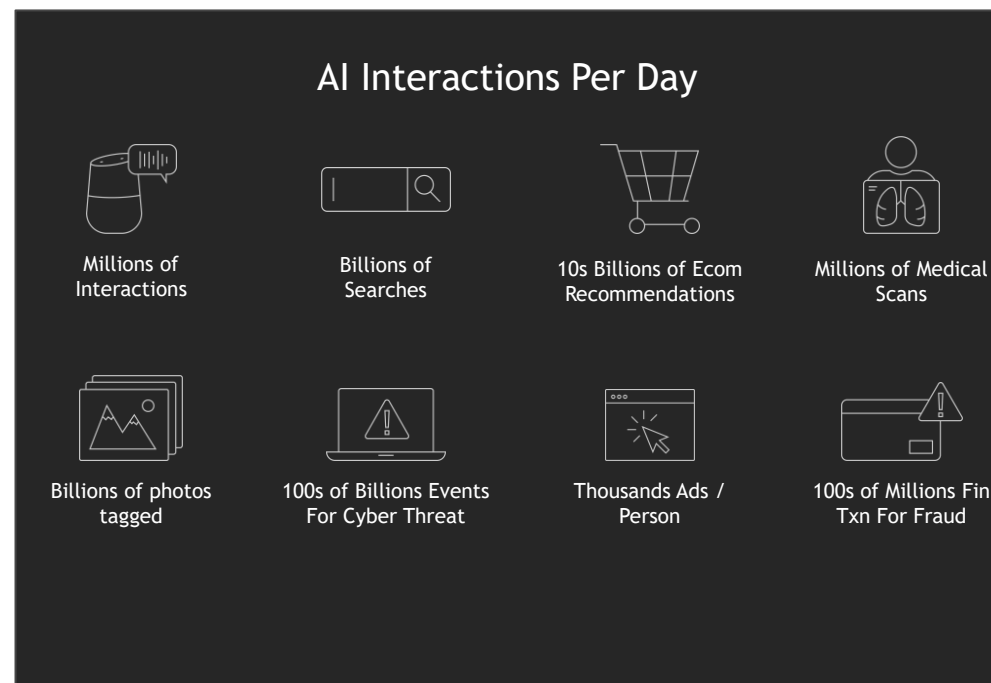 AI Interactions Per Day
Millions of
Interactions
Billions of
Searches
10s Billions of Ecom
Recommendations
Millions of Medical
Scans
Billions of photos
tagged
100s of Billions Events
For Cyber Threat
Thousands Ads /
Person
100s of Millions Fin
Txn For Fraud